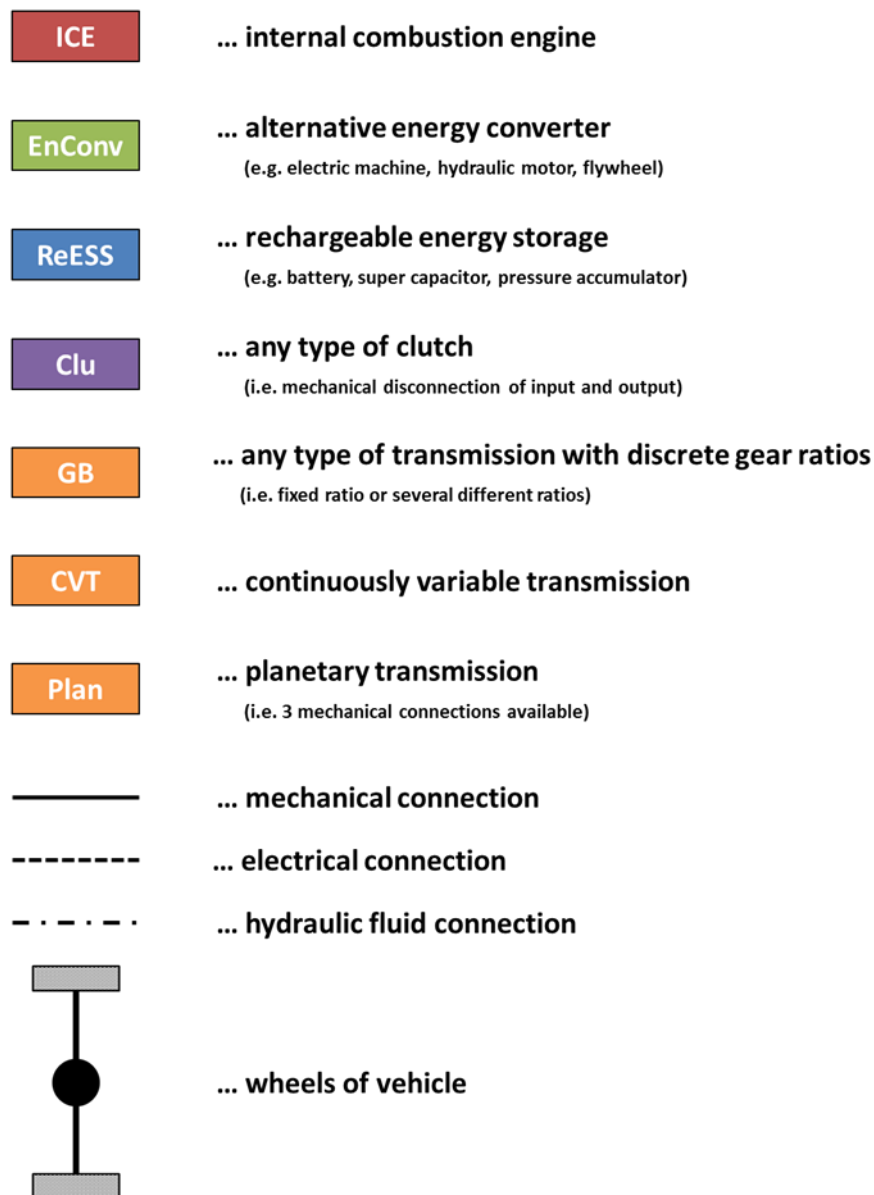 ICE ... internal combustion engine
EnConv ... alternative energy converter
(e.g. electric machine, hydraulic motor, flywheel)
ReESS ... rechargeable energy storage
(e.g. battery, super capacitor, pressure accumulator)
Clu ... any type of clutch
(i.e. mechanical disconnection of input and output)
GB ... any type of transmission with discrete gear ratios
(i.e. fixed ratio or several different ratios)
CVT ... continuously variable transmission
Plan ... planetary transmission
(i.e. 3 mechanical connections available)
... mechanical connection
... electrical connection
... hydraulic fluid connection
... wheels of vehicle